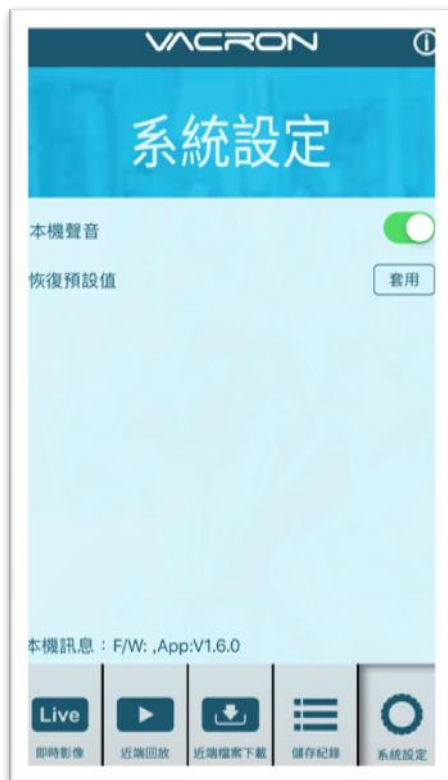 VACRON
系統設定
本機聲音
恢復預設值 套用
本機訊息：F/W: ,App:V1.6.0
Live
即時影像 近端回放 近端檔案下載 儲存紀錄 系統設定